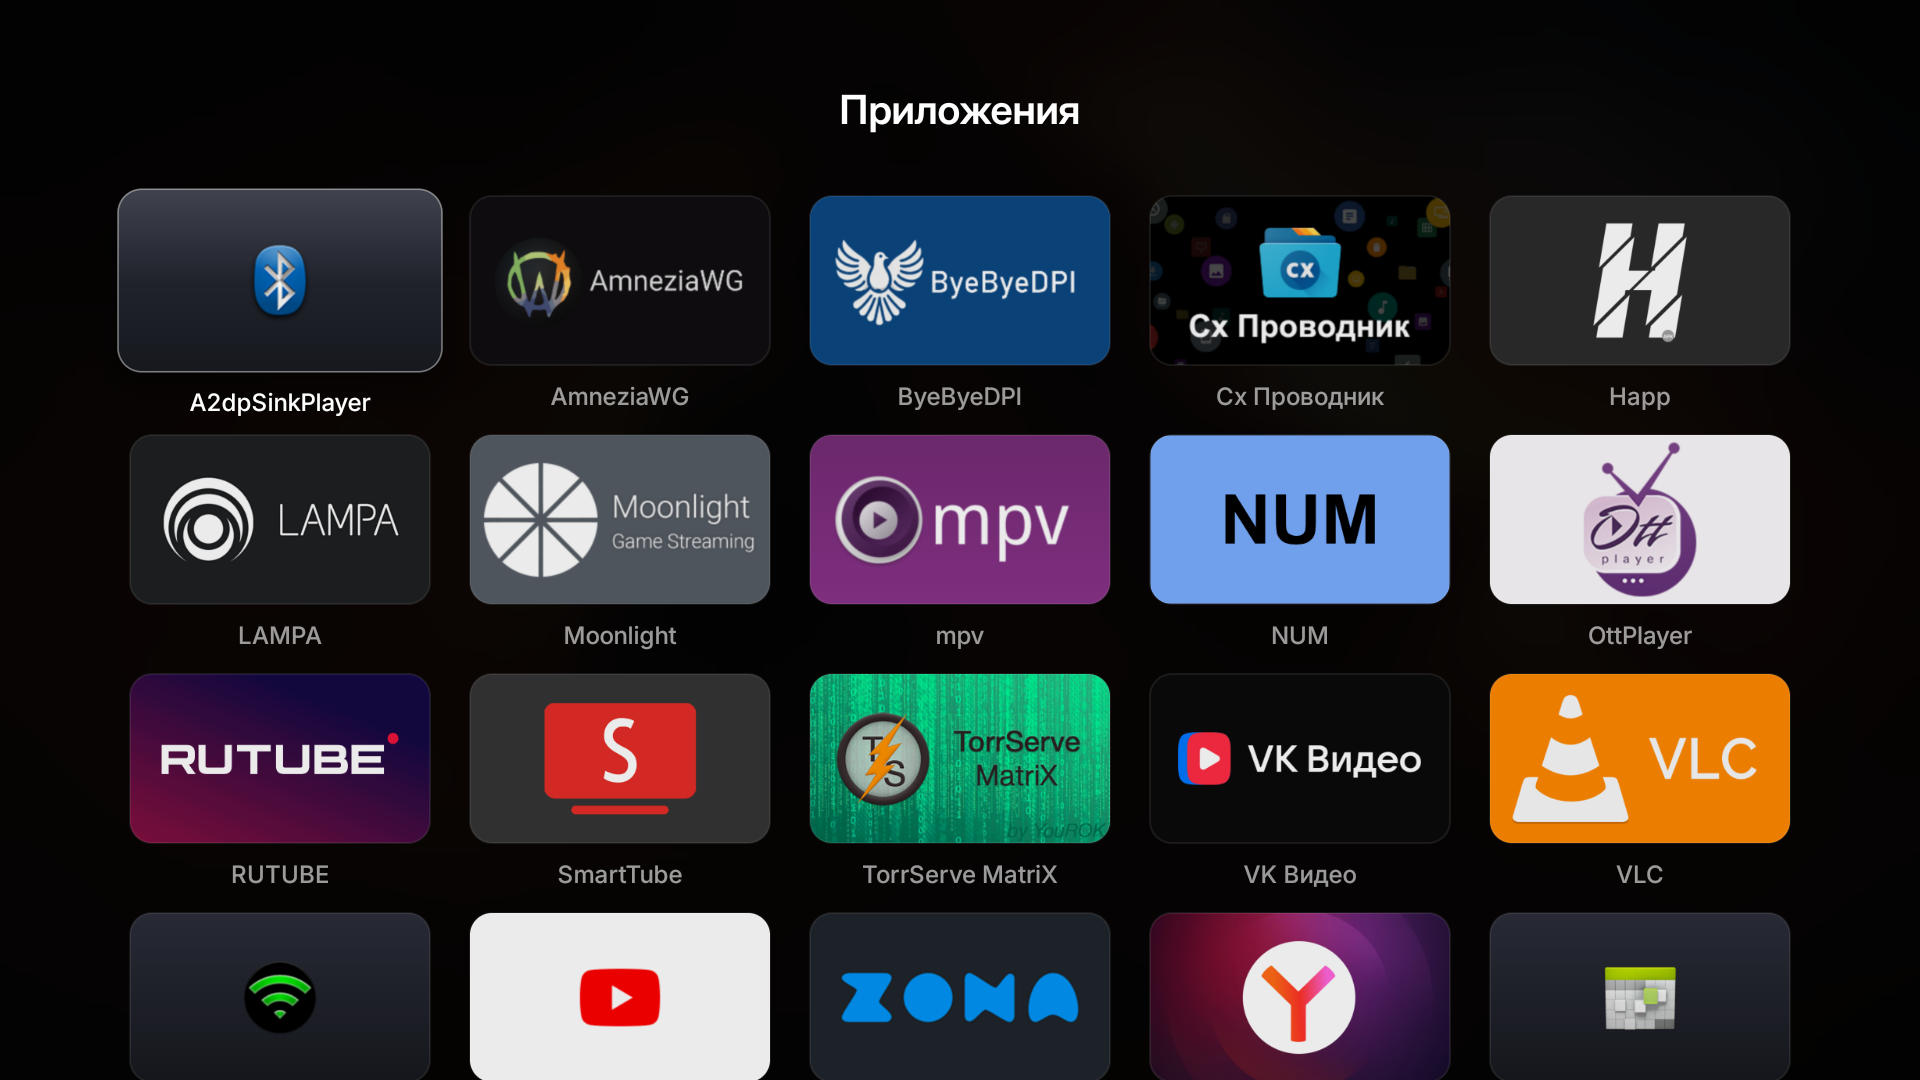 Приложения
AmneziaWG
ByeByeDPI
CX
Cx Проводник
H
A2dpSinkPlayer
AmneziaWG
ByeByeDPI
Cx Проводник
Happ
LAMPA
Moonlight
Game Streaming
mpv
NUM
Ott
player
LAMPA
Moonlight
mpv
NUM
OttPlayer
RUTUBE
S
TS
TorrServe
MatriX
by YouROK
VK Видео
VLC
RUTUBE
SmartTube
TorrServe MatriX
VK Видео
VLC
ZONA
Y